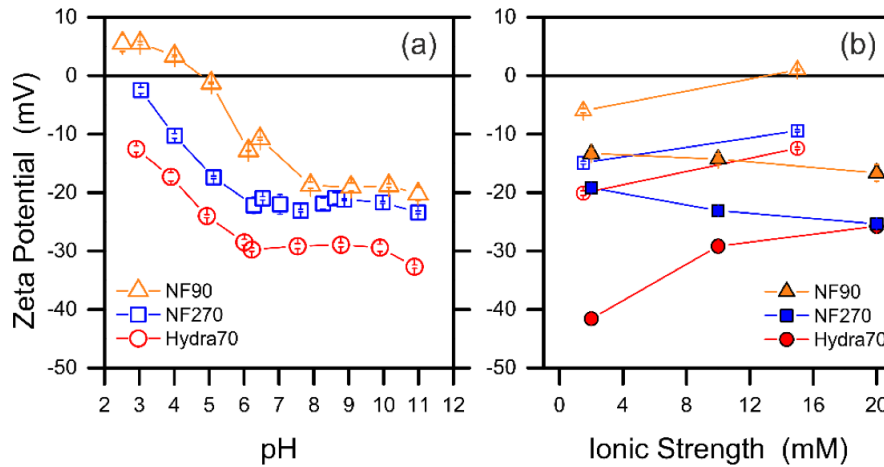 Zeta Potential (mV)
10
0
-10
-20
-30
-40
-50
(a)
NF90
NF270
Hydra70
2 3 4 5 6 7 8 9 10 11 12
pH
10
0
-10
-20
-30
-40
-50
(b)
NF90
NF270
Hydra70
0 4 8 12 16 20
Ionic Strength (mM)